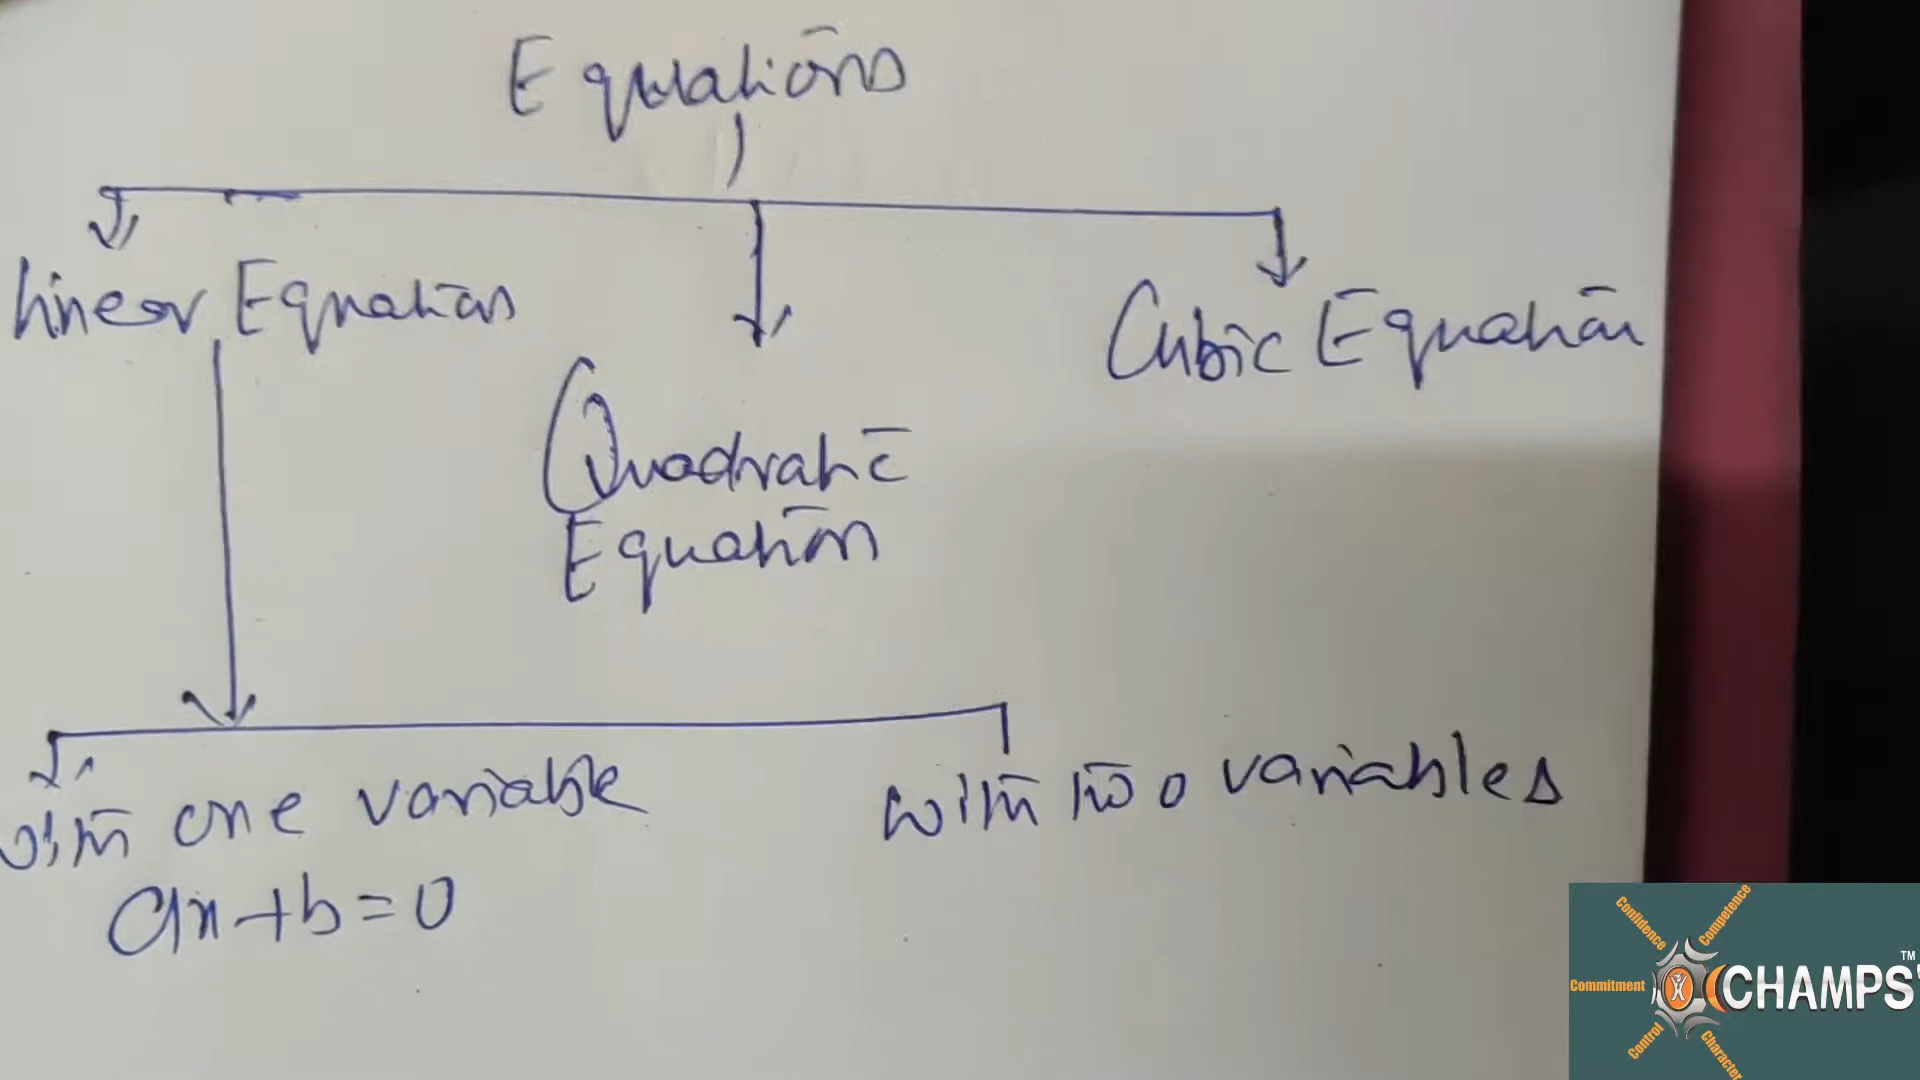 Equations
Linear Equation
Cubic Equation
Quadratic
Equation
with one variable
with two variables
ax+b=0
Confidence
Competence
Commitment
CHAMPS
TM
Control
Character